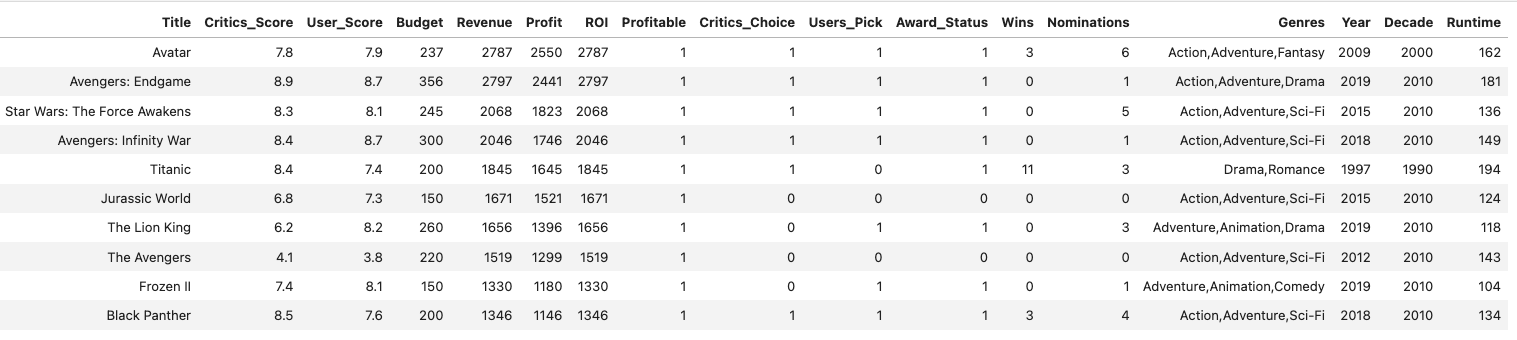 Title Critics_Score User_Score Budget Revenue Profit ROI Profitable Critics_Choice Users_Pick Award_Status Wins Nominations Genres Year Decade Runtime
Avatar 7.8 7.9 237 2787 2550 2787 1 1 1 1 3 6 Action,Adventure,Fantasy 2009 2000 162
Avengers: Endgame 8.9 8.7 356 2797 2441 2797 1 1 1 1 0 1 Action,Adventure,Drama 2019 2010 181
Star Wars: The Force Awakens 8.3 8.1 245 2068 1823 2068 1 1 1 1 0 5 Action,Adventure,Sci-Fi 2015 2010 136
Avengers: Infinity War 8.4 8.7 300 2046 1746 2046 1 1 1 1 0 1 Action,Adventure,Sci-Fi 2018 2010 149
Titanic 8.4 7.4 200 1845 1645 1845 1 1 0 1 11 3 Drama,Romance 1997 1990 194
Jurassic World 6.8 7.3 150 1671 1521 1671 1 0 0 0 0 0 Action,Adventure,Sci-Fi 2015 2010 124
The Lion King 6.2 8.2 260 1656 1396 1656 1 0 1 1 0 3 Adventure,Animation,Drama 2019 2010 118
The Avengers 4.1 3.8 220 1519 1299 1519 1 0 0 0 0 0 Action,Adventure,Sci-Fi 2012 2010 143
Frozen II 7.4 8.1 150 1330 1180 1330 1 0 1 1 0 1 Adventure,Animation,Comedy 2019 2010 104
Black Panther 8.5 7.6 200 1346 1146 1346 1 1 1 1 3 4 Action,Adventure,Sci-Fi 2018 2010 134